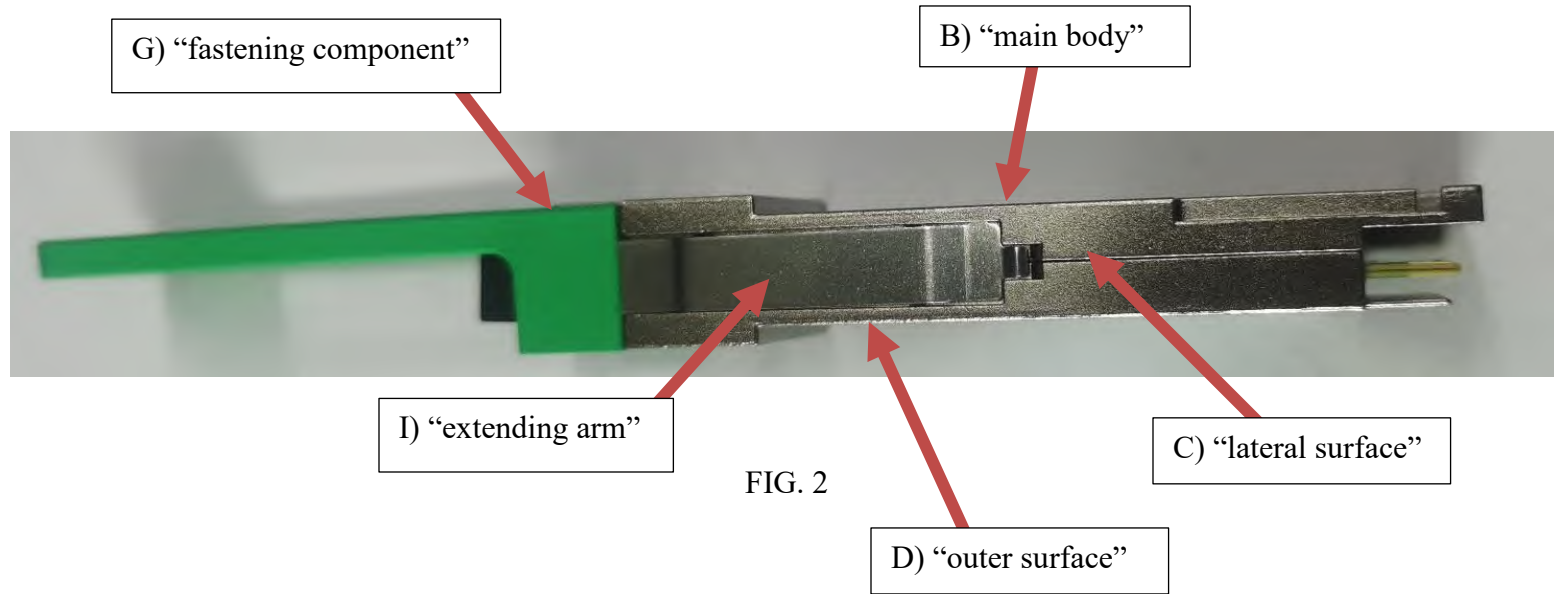 G) “fastening component”
B) “main body”
I) “extending arm”
C) “lateral surface”
FIG. 2
D) “outer surface”